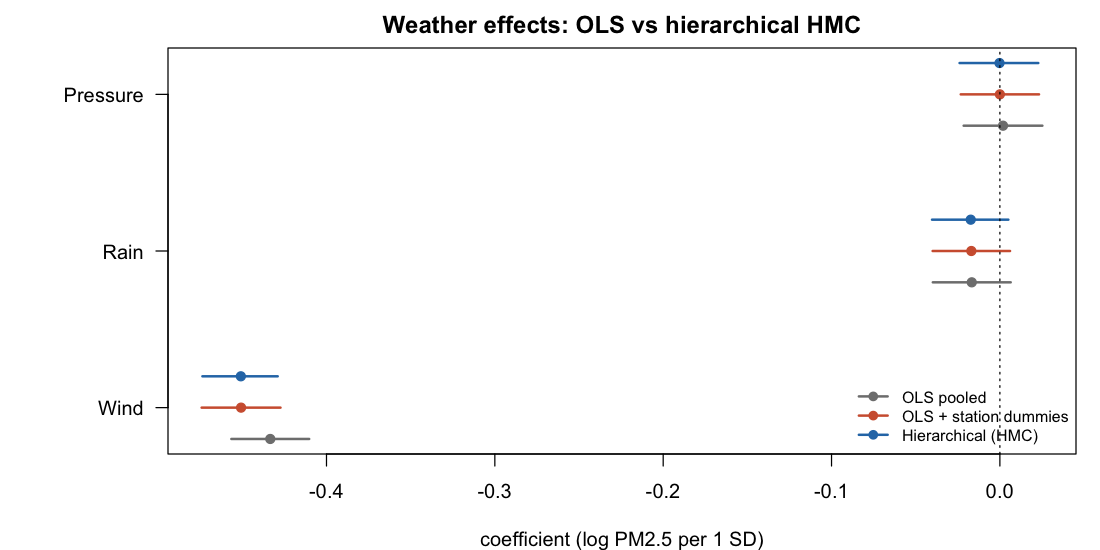 Weather effects: OLS vs hierarchical HMC
Pressure
Rain
Wind
OLS pooled
OLS + station dummies
Hierarchical (HMC)
-0.4 -0.3 -0.2 -0.1 0.0
coefficient (log PM2.5 per 1 SD)